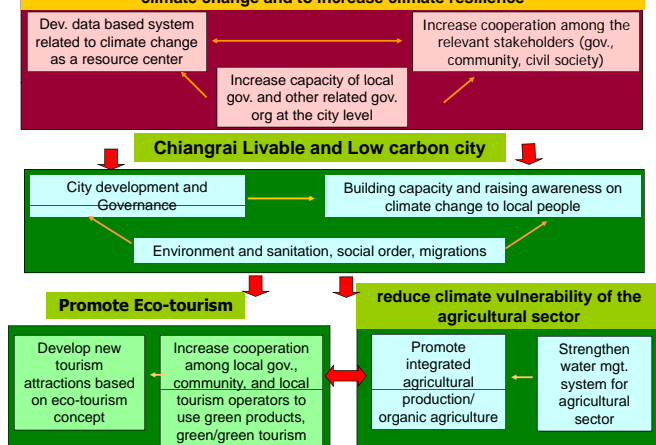 climate change and to increase climate resilience
Dev. data based system
related to climate change
as a resource center
Increase cooperation among the
relevant stakeholders (gov.,
community, civil society)
Increase capacity of local
gov. and other related gov.
org at the city level
Chiangrai Livable and Low carbon city
City development and
Governance
Building capacity and raising awareness on
climate change to local people
Environment and sanitation, social order, migrations
Promote Eco-tourism
reduce climate vulnerability of the
agricultural sector
Develop new
tourism
attractions based
on eco-tourism
concept
Increase cooperation
among local gov.,
community, and local
tourism operators to
use green products,
green/green tourism
Promote
integrated
agricultural
production/
organic agriculture
Strengthen
water mgt.
system for
agricultural
sector